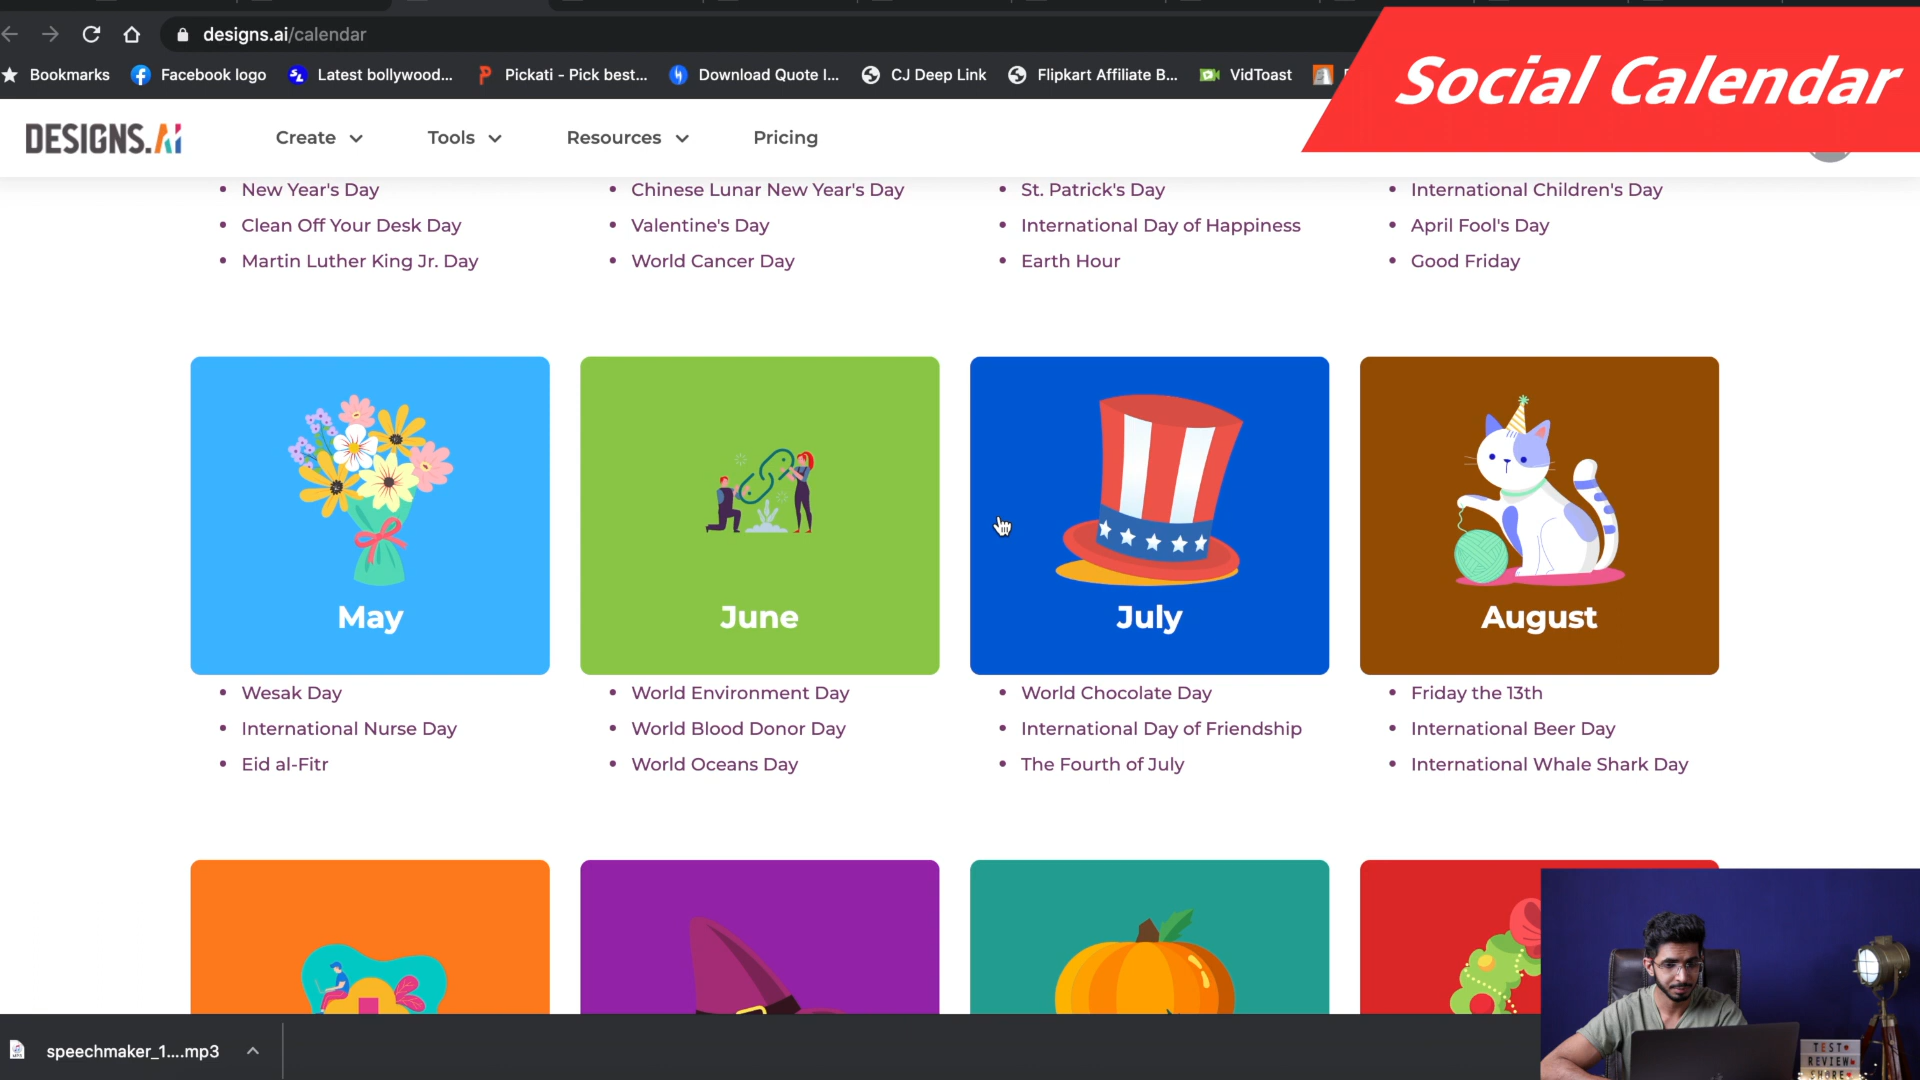 designs.ai/calendar
Social Calendar
Bookmarks
Facebook logo
Latest bollywood...
Pickati - Pick best...
Download Quote I...
CJ Deep Link
Flipkart Affiliate B...
VidToast
DESIGNS.Ai
Create
Tools
Resources
Pricing
New Year's Day
Clean Off Your Desk Day
Martin Luther King Jr. Day
Chinese Lunar New Year's Day
Valentine's Day
World Cancer Day
St. Patrick's Day
International Day of Happiness
Earth Hour
International Children's Day
April Fool's Day
Good Friday
May
Wesak Day
International Nurse Day
Eid al-Fitr
June
World Environment Day
World Blood Donor Day
World Oceans Day
July
World Chocolate Day
International Day of Friendship
The Fourth of July
August
Friday the 13th
International Beer Day
International Whale Shark Day
speechmaker_1....mp3
TEST
REVIEW
SHARE